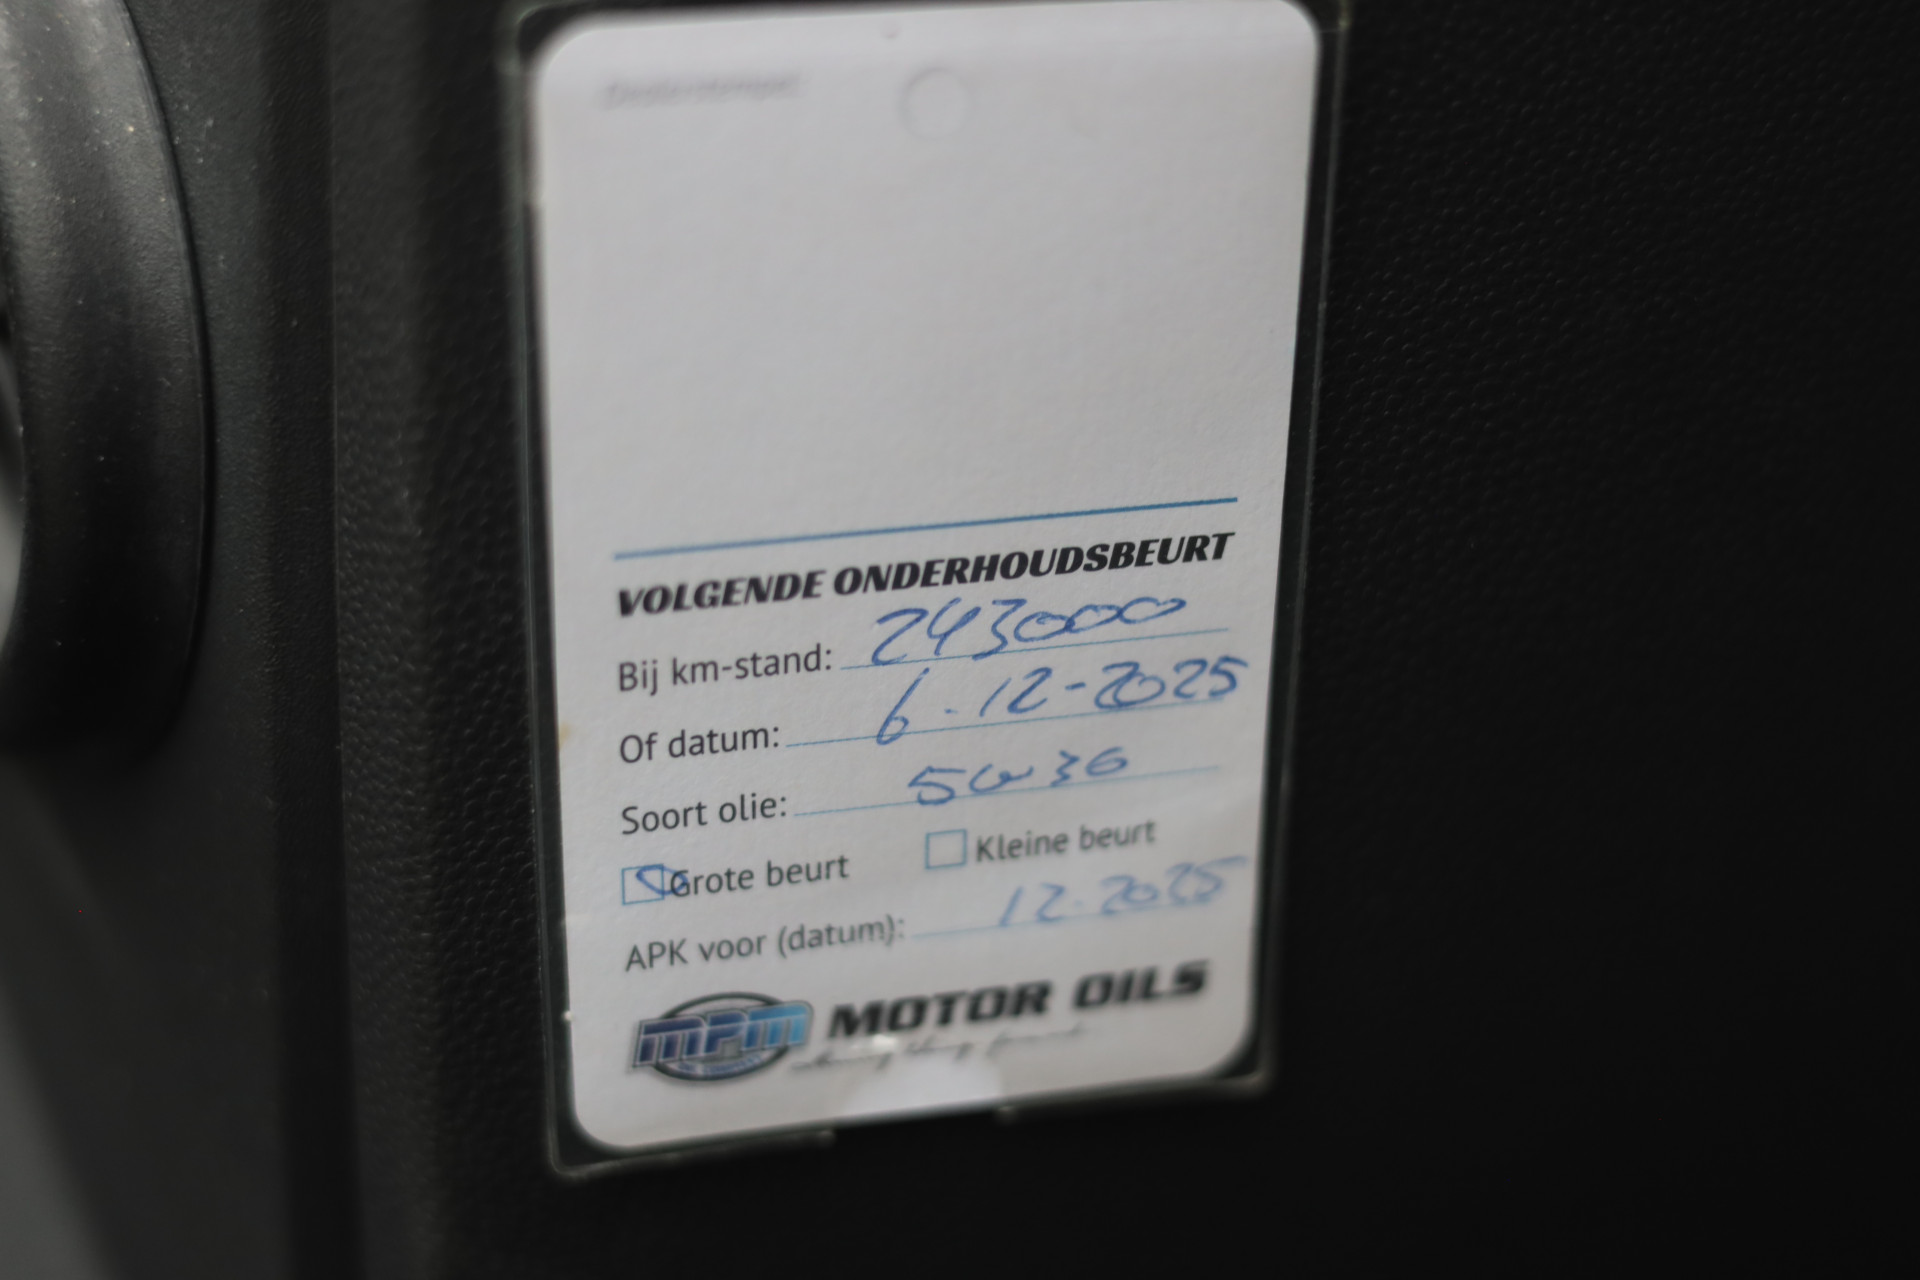 Dealerstempel
VOLGENDE ONDERHOUDSBEURT
Bij km-stand: 243000
Of datum: 6-12-2025
Soort olie: 5w30
Grote beurt Kleine beurt
APK voor (datum): 12-2025
MPM MOTOR OILS